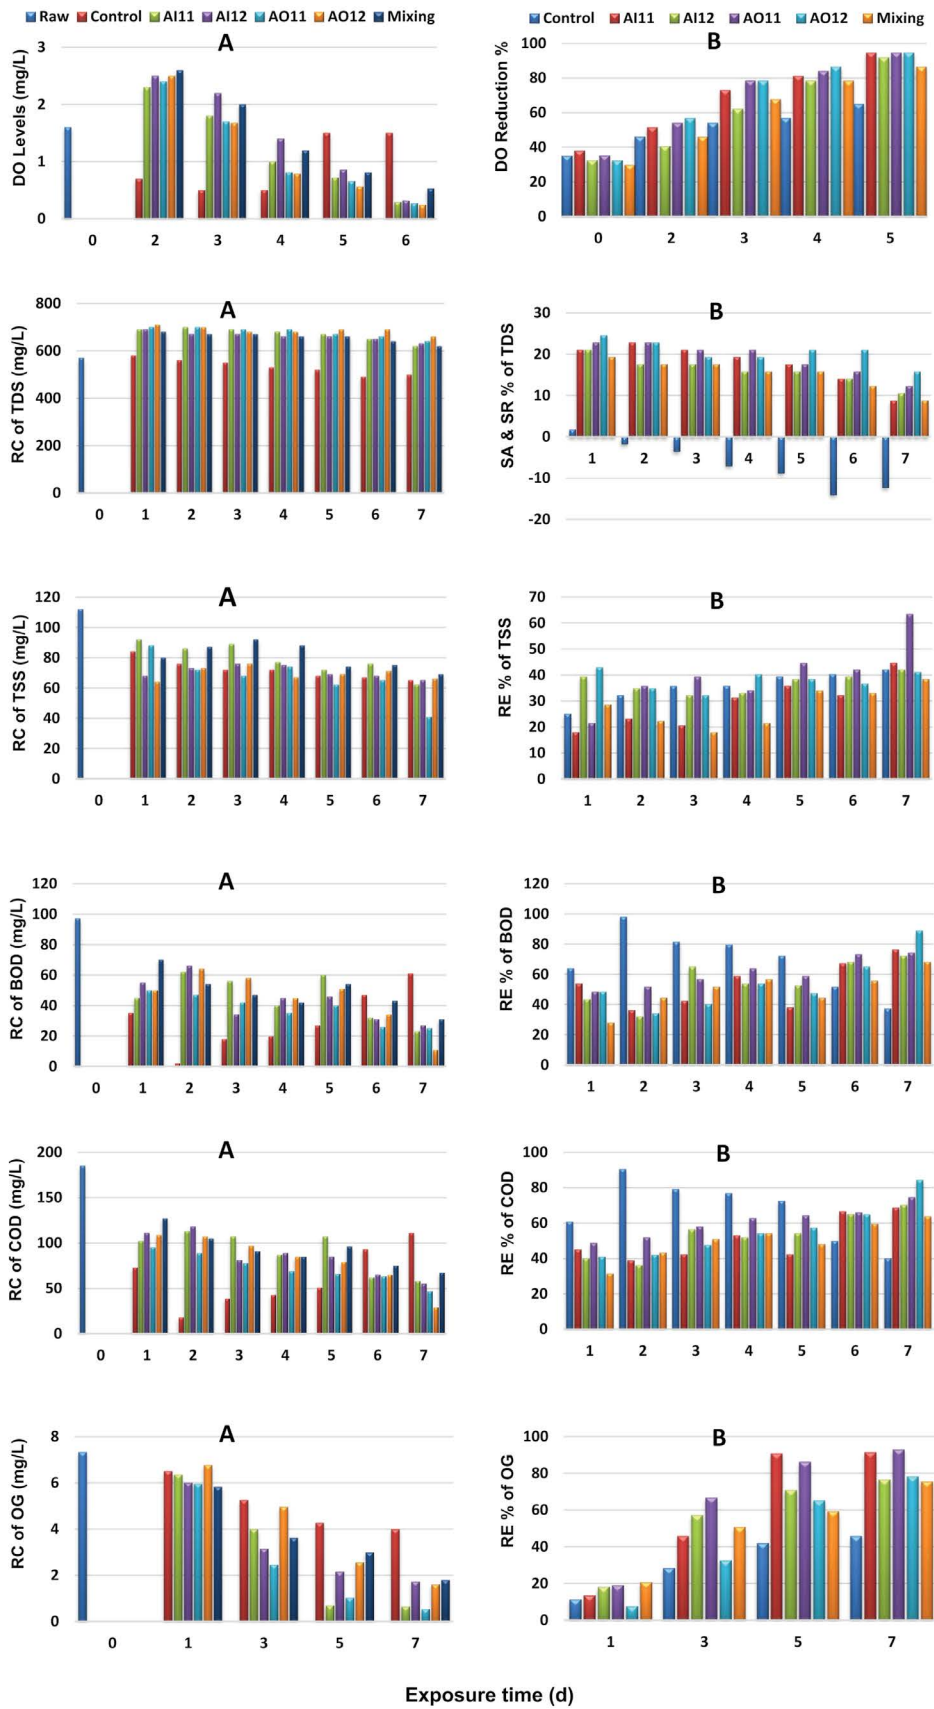 Raw Control AI11 AI12 AO11 AO12 Mixing
A
DO Levels (mg/L)
3
2
1
0
0 2 3 4 5 6
Control AI11 AI12 AO11 AO12 Mixing
B
DO Reduction %
100
80
60
40
20
0
0 2 3 4 5
A
RC of TDS (mg/L)
800
600
400
200
0
0 1 2 3 4 5 6 7
B
SA & SR % of TDS
30
20
10
0
-10
-20
1 2 3 4 5 6 7
A
RC of TSS (mg/L)
120
100
80
60
40
20
0
0 1 2 3 4 5 6 7
B
RE % of TSS
70
60
50
40
30
20
10
0
1 2 3 4 5 6 7
A
RC of BOD (mg/L)
120
100
80
60
40
20
0
0 1 2 3 4 5 6 7
B
RE % of BOD
120
100
80
60
40
20
0
1 2 3 4 5 6 7
A
RC of COD (mg/L)
200
150
100
50
0
0 1 2 3 4 5 6 7
B
RE % of COD
100
80
60
40
20
0
1 2 3 4 5 6 7
A
RC of OG (mg/L)
8
6
4
2
0
0 1 3 5 7
B
RE % of OG
100
80
60
40
20
0
1 3 5 7
Exposure time (d)